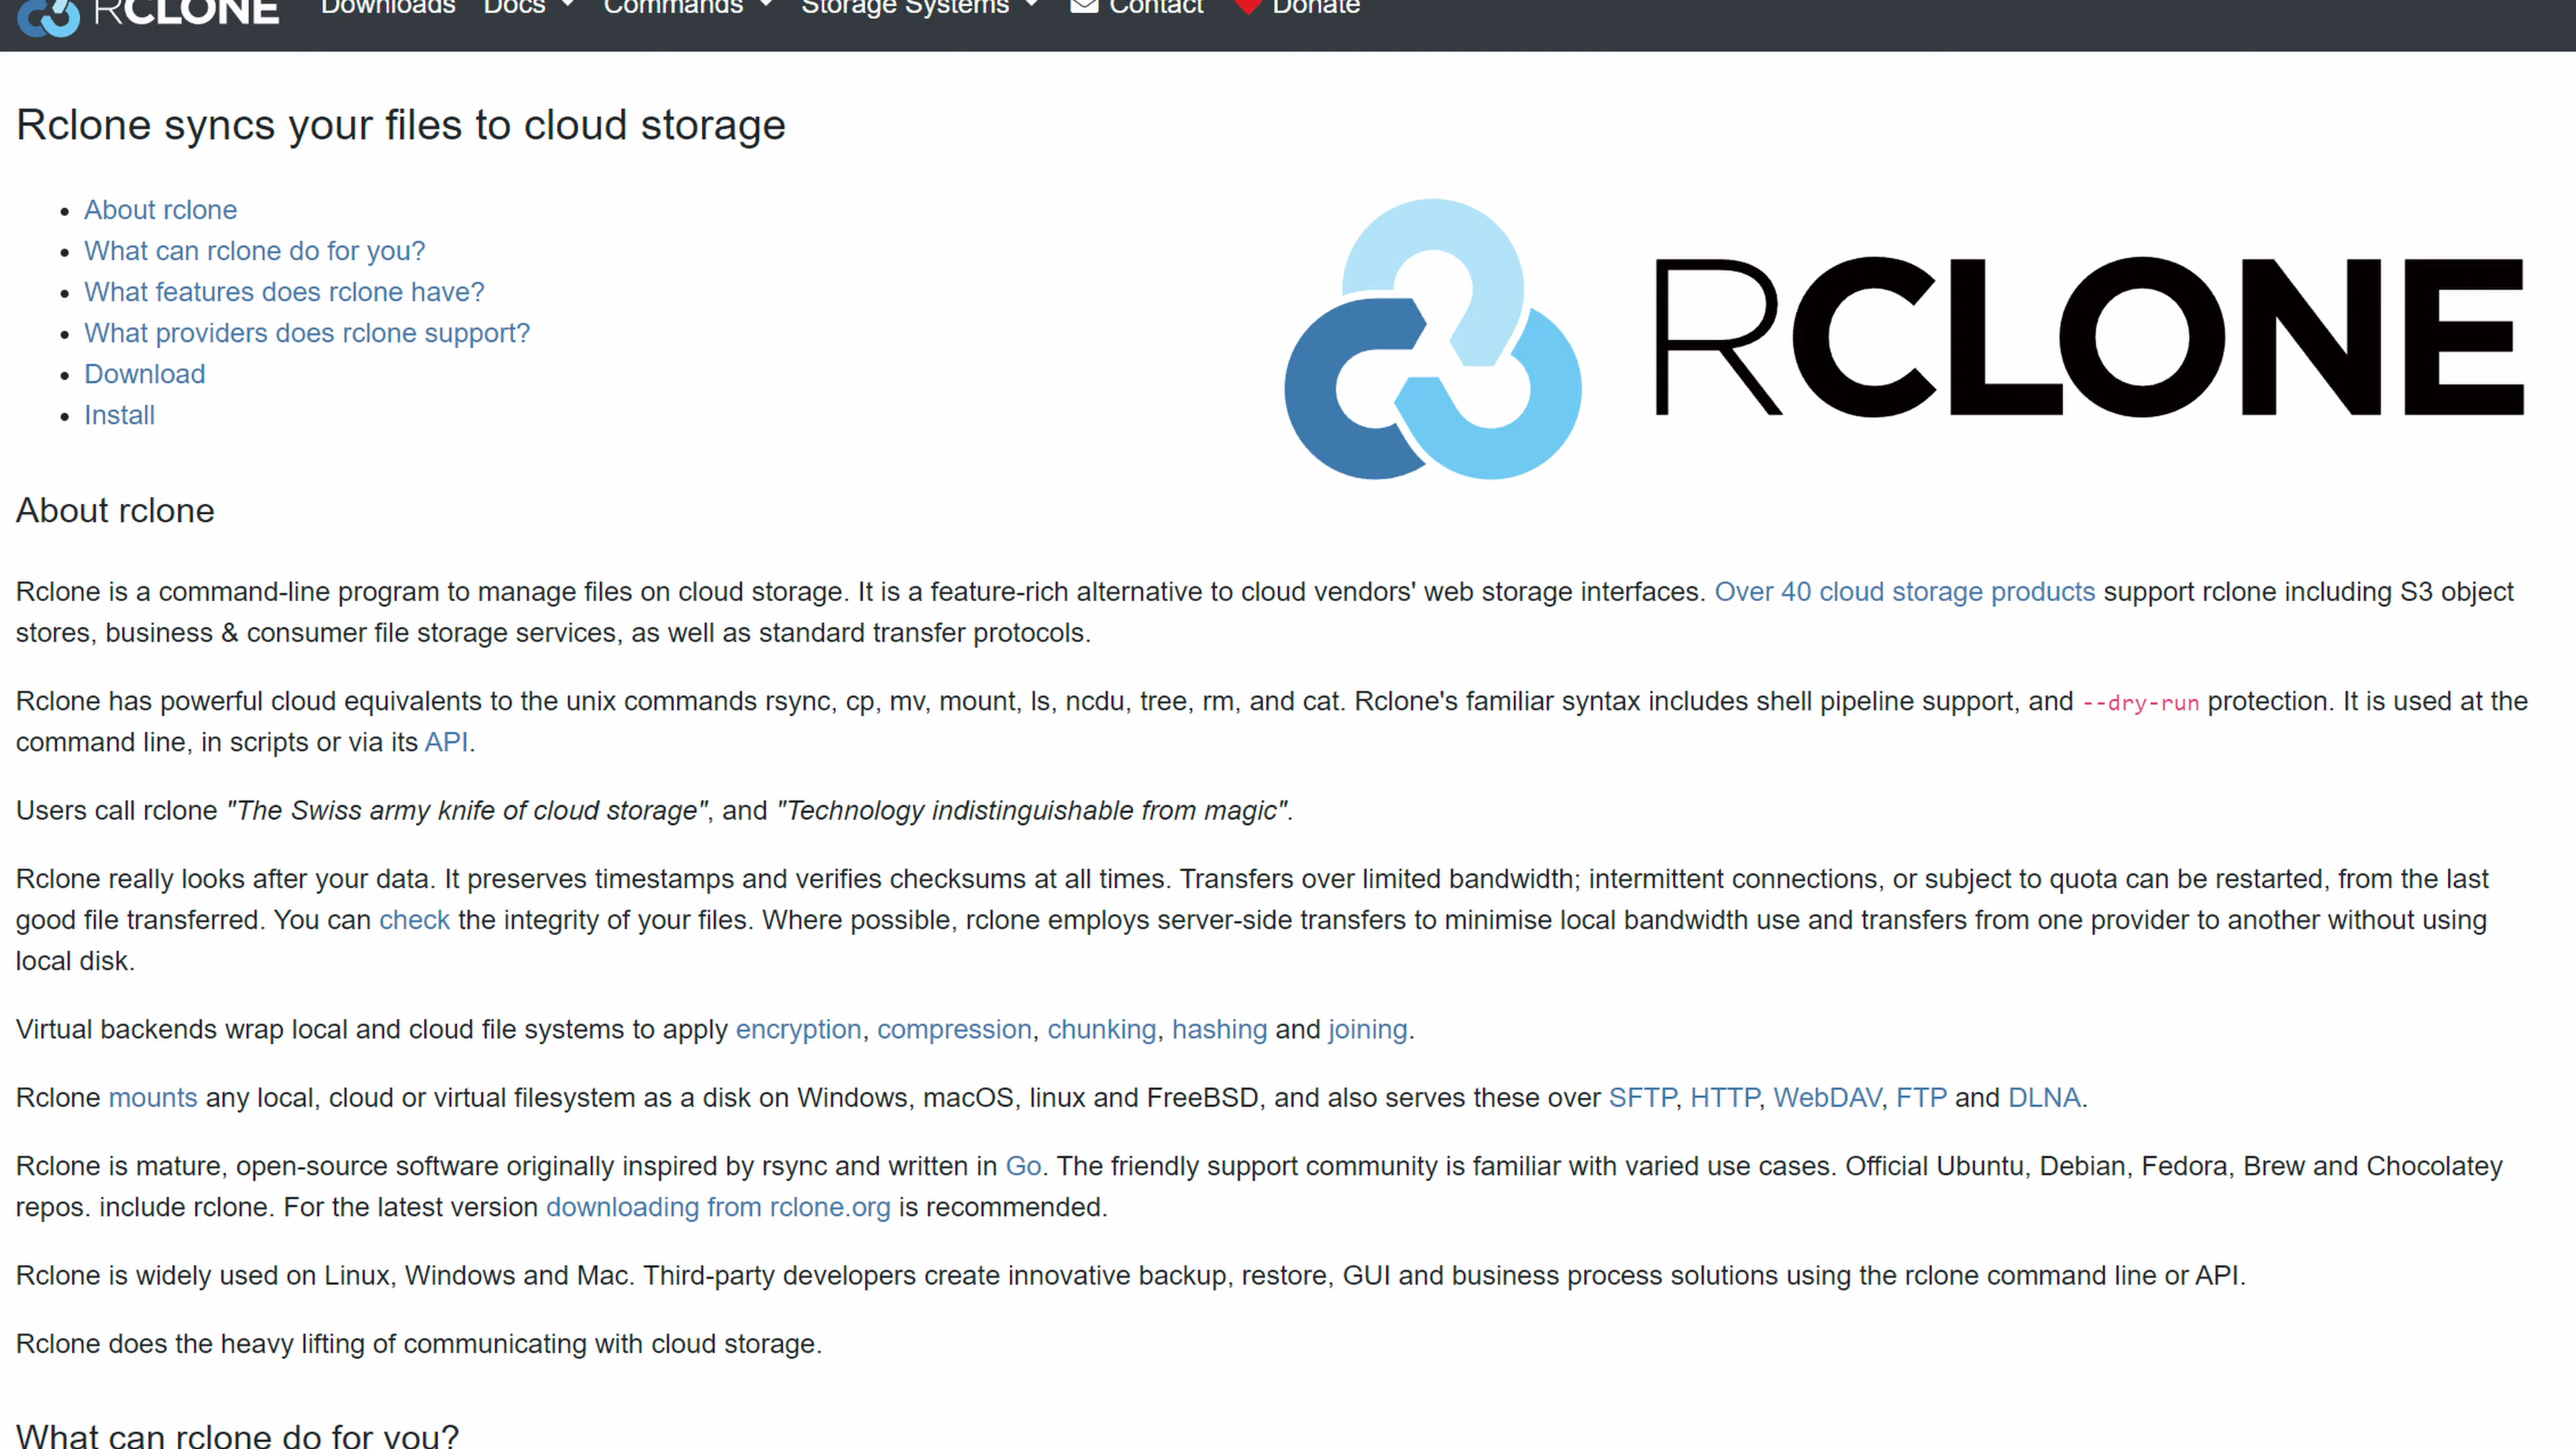 RCLONE Downloads Docs Commands Storage Systems Contact Donate
Rclone syncs your files to cloud storage
• About rclone
• What can rclone do for you?
• What features does rclone have?
• What providers does rclone support?
• Download
• Install
RCLONE
About rclone
Rclone is a command-line program to manage files on cloud storage. It is a feature-rich alternative to cloud vendors' web storage interfaces. Over 40 cloud storage products support rclone including S3 object
stores, business & consumer file storage services, as well as standard transfer protocols.
Rclone has powerful cloud equivalents to the unix commands rsync, cp, mv, mount, ls, ncdu, tree, rm, and cat. Rclone's familiar syntax includes shell pipeline support, and --dry-run protection. It is used at the
command line, in scripts or via its API.
Users call rclone "The Swiss army knife of cloud storage", and "Technology indistinguishable from magic".
Rclone really looks after your data. It preserves timestamps and verifies checksums at all times. Transfers over limited bandwidth; intermittent connections, or subject to quota can be restarted, from the last
good file transferred. You can check the integrity of your files. Where possible, rclone employs server-side transfers to minimise local bandwidth use and transfers from one provider to another without using
local disk.
Virtual backends wrap local and cloud file systems to apply encryption, compression, chunking, hashing and joining.
Rclone mounts any local, cloud or virtual filesystem as a disk on Windows, macOS, linux and FreeBSD, and also serves these over SFTP, HTTP, WebDAV, FTP and DLNA.
Rclone is mature, open-source software originally inspired by rsync and written in Go. The friendly support community is familiar with varied use cases. Official Ubuntu, Debian, Fedora, Brew and Chocolatey
repos. include rclone. For the latest version downloading from rclone.org is recommended.
Rclone is widely used on Linux, Windows and Mac. Third-party developers create innovative backup, restore, GUI and business process solutions using the rclone command line or API.
Rclone does the heavy lifting of communicating with cloud storage.
What can rclone do for you?